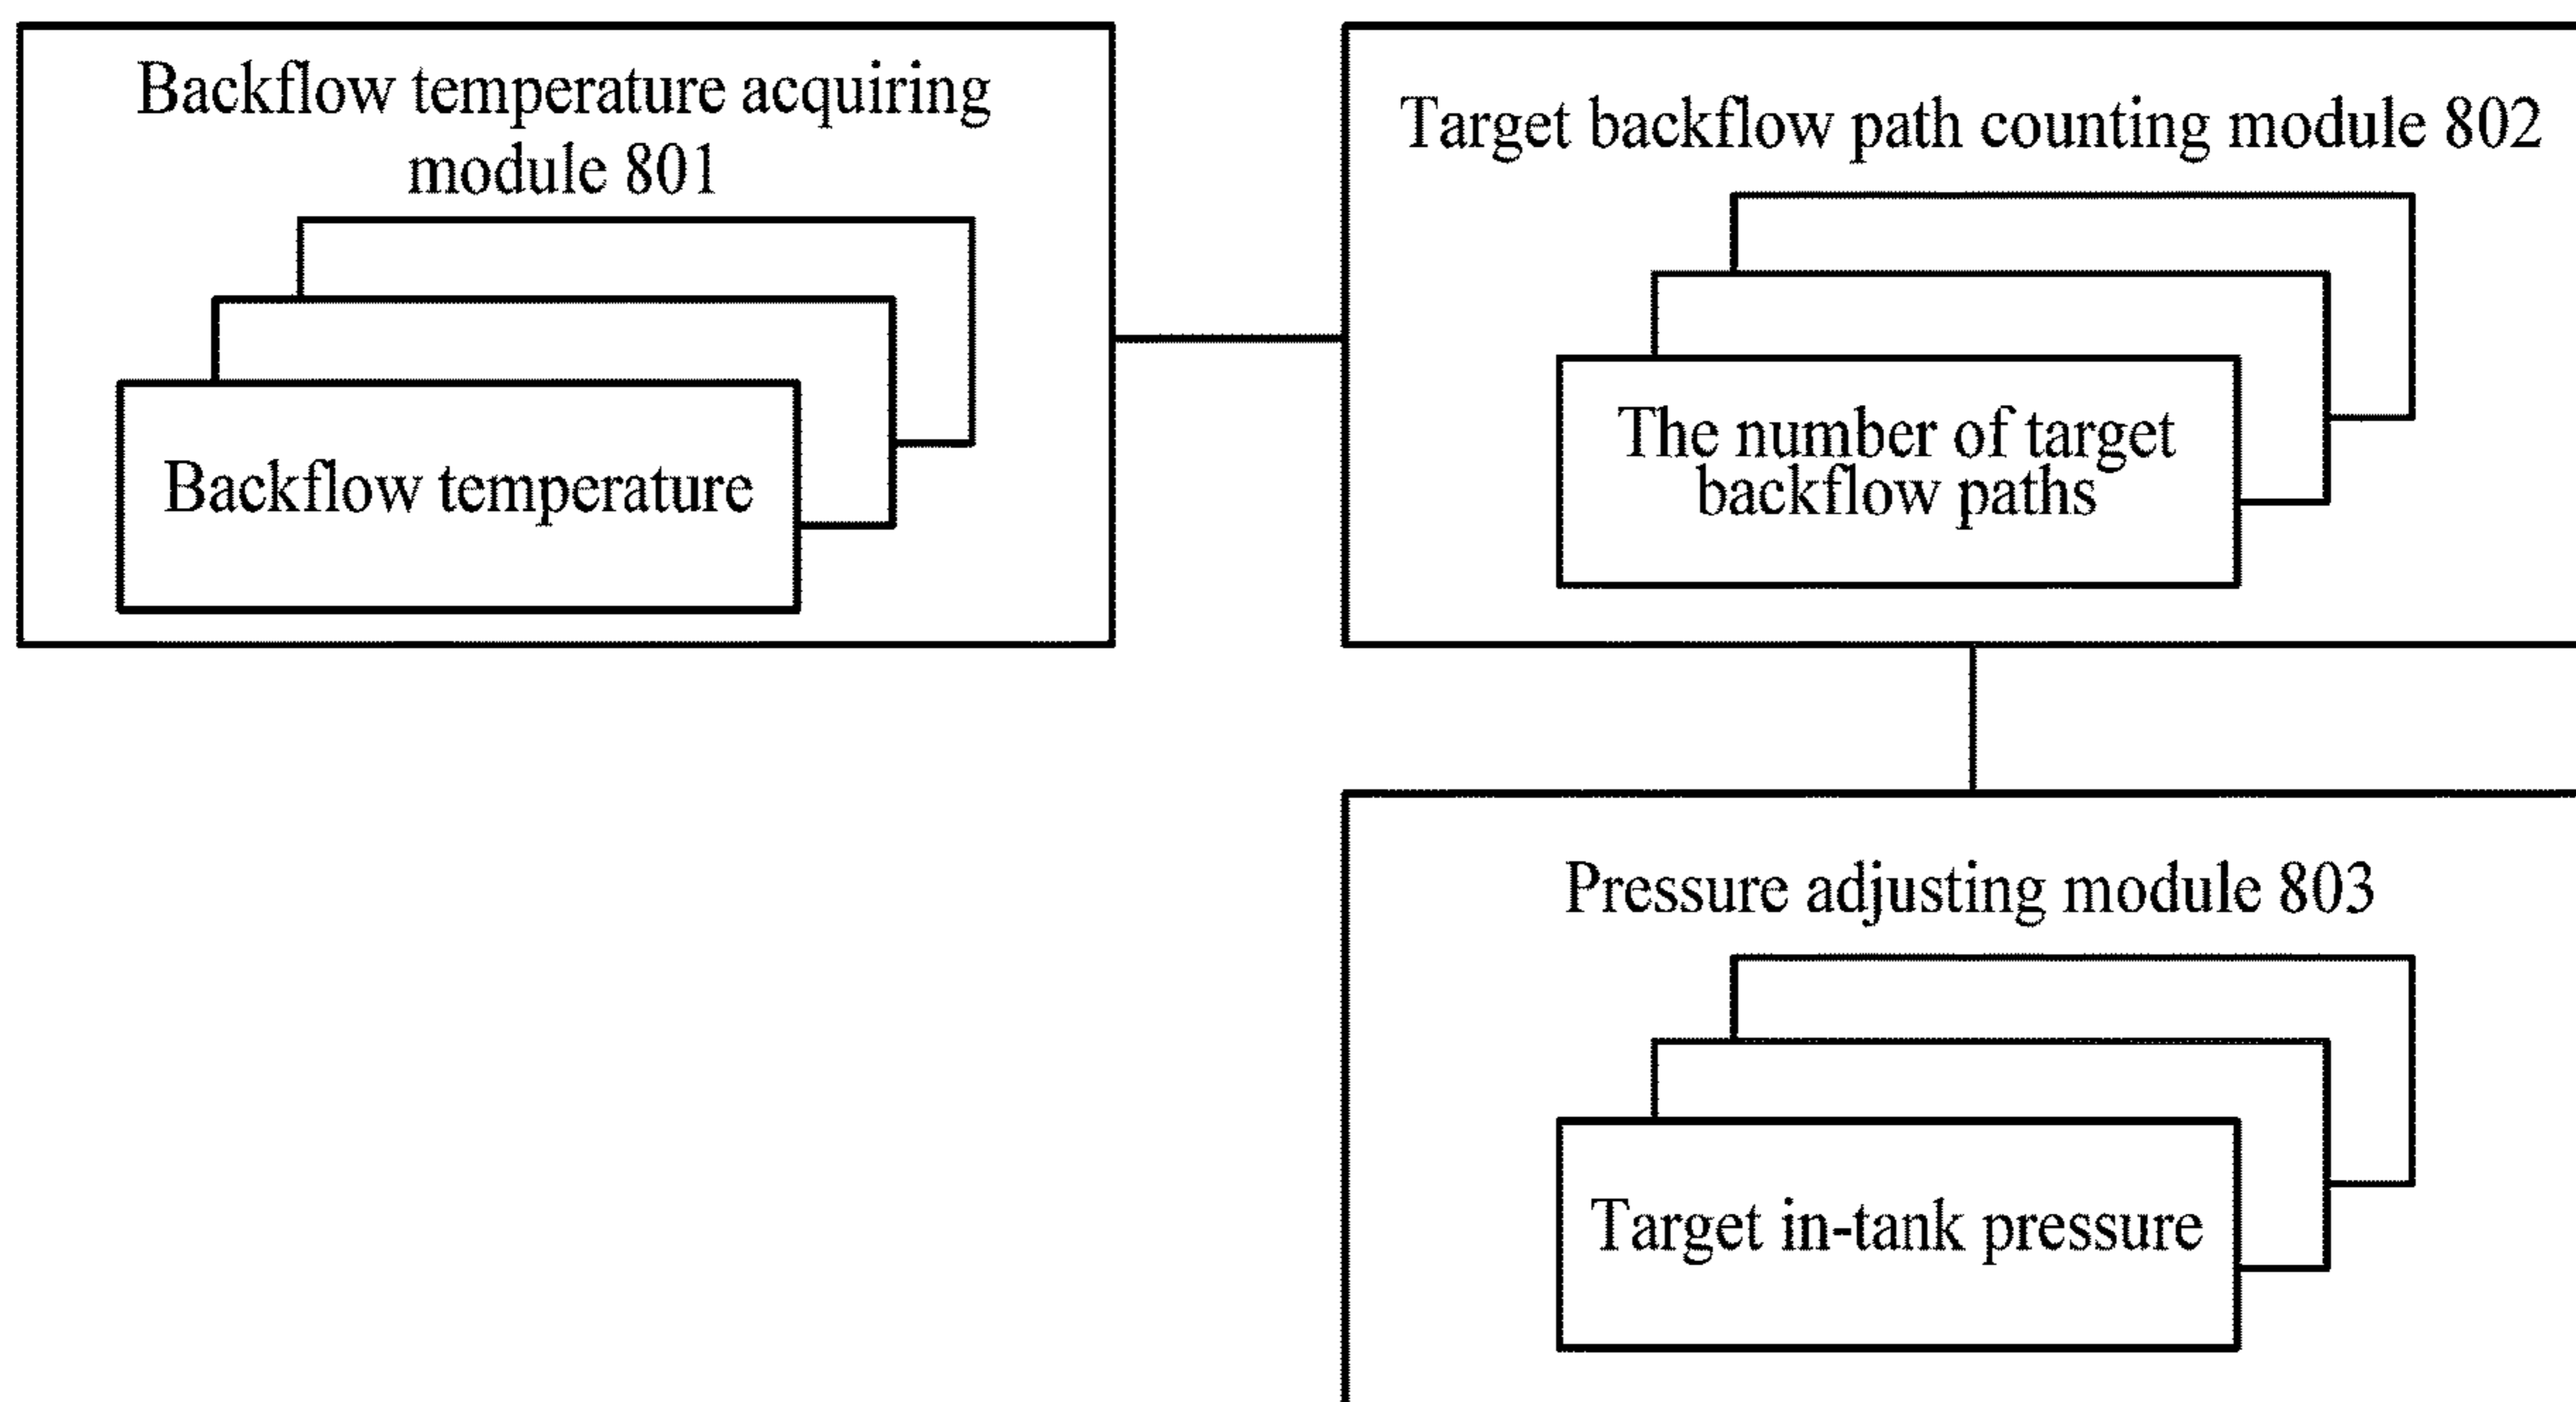 Backflow temperature acquiring
module 801
Backflow temperature
Target backflow path counting module 802
The number of target
backflow paths
Pressure adjusting module 803
Target in-tank pressure